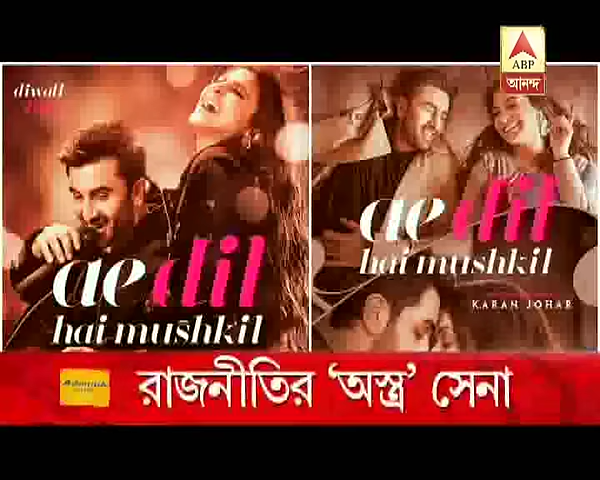 ABP
আনন্দ
diwali
ae dil
hai mushkil
ae dil
hai mushkil
KARAN JOHAR
রাজনীতির ‘অস্ত্র’ সেনা